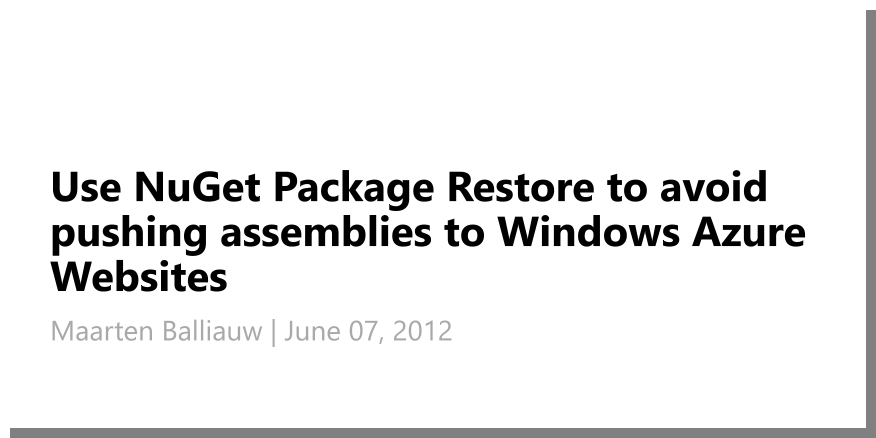 Use NuGet Package Restore to avoid
pushing assemblies to Windows Azure
Websites
Maarten Balliauw | June 07, 2012